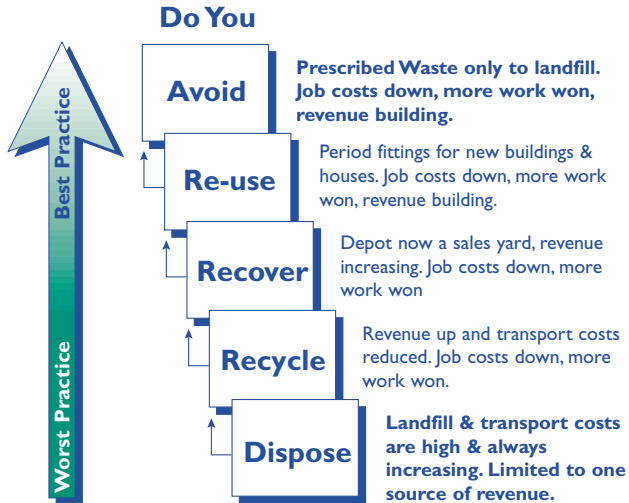 Do You
Avoid
Prescribed Waste only to landfill.
Job costs down, more work won,
revenue building.
Re-use
Period fittings for new buildings &
houses. Job costs down, more work
won, revenue building.
Recover
Depot now a sales yard, revenue
increasing. Job costs down, more
work won
Recycle
Revenue up and transport costs
reduced. Job costs down, more
work won.
Dispose
Landfill & transport costs
are high & always
increasing. Limited to one
source of revenue.
Best Practice
Worst Practice